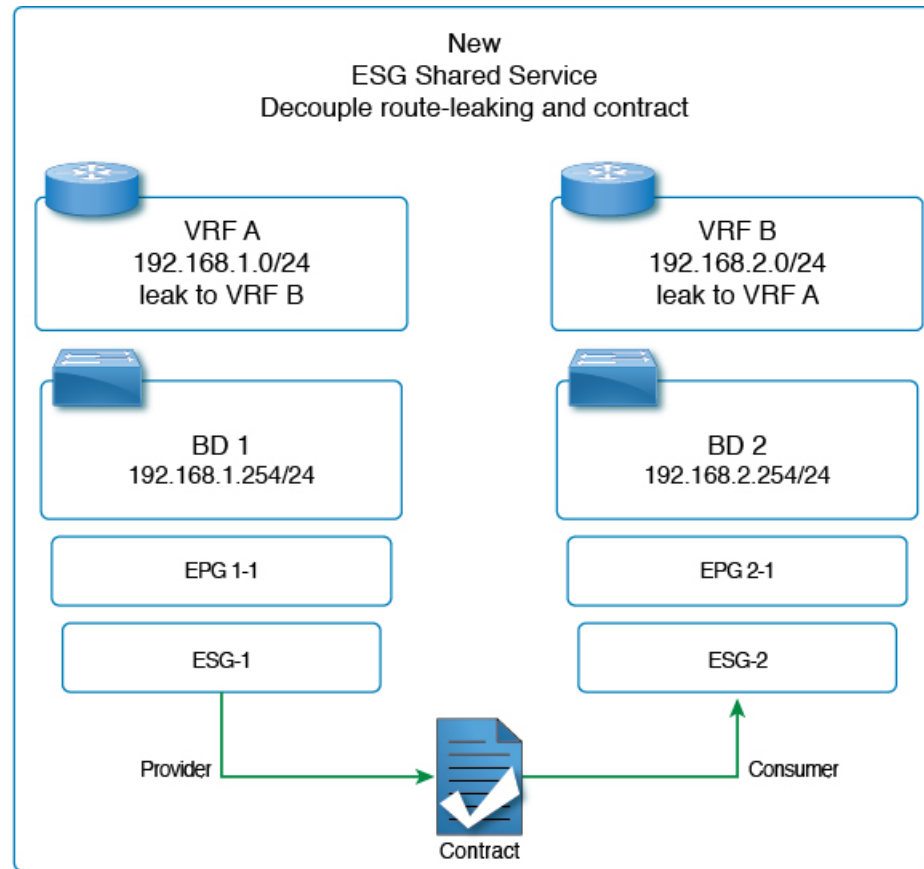 New
ESG Shared Service
Decouple route-leaking and contract
VRF A
192.168.1.0/24
leak to VRF B
VRF B
192.168.2.0/24
leak to VRF A
BD 1
192.168.1.254/24
BD 2
192.168.2.254/24
EPG 1-1
EPG 2-1
ESG-1
ESG-2
Provider
Consumer
Contract